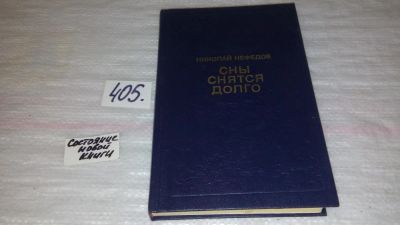 НИКОЛАЙ НЕФЕДОВ
СНЫ
СНЯТСЯ
ДОЛГО
405.
Состояние
новой
книги